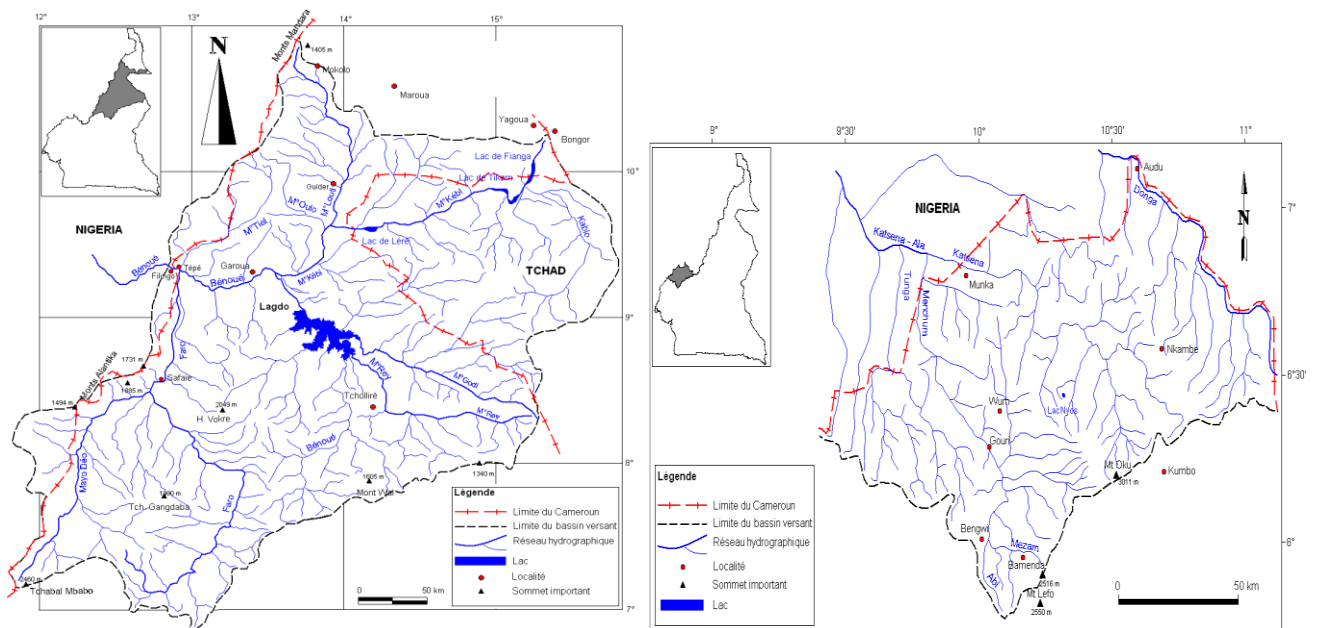 12°
13°
14°
15°
N
Monts Mandara
1405 m
Mokolo
Maroua
Yagoua
Bongor
Lac de Fianga
10°
Lac de Tikem
Guider
M° Louti
M° Oulo
M° Kébi
Kabio
M° Tiel
NIGERIA
Lac de Léré
TCHAD
Bénoué
Tépé
Garoua
Filingo
Bénoué
M° Kébi
Lagdo
9°
Faro
1731 m
Monts Alantika
Safaie
M° Rey
M° Godi
1885 m
1494 m
2049 m
Tcholliré
H. Vokre
M° Rey
Bénoué
8°
1340 m
Mayo Déo
1605 m
Mont Wal
Tch. Gangdaba
Faro
Lègende
Limite du Cameroun
Limite du bassin versant
Réseau hydrographique
Lac
Localité
Sommet important
2460 m
Tchabal Mbabo
0
50 km
7°
9°
9°30
10°
10°30'
11°
Audu
Donga
7°
N
NIGERIA
Katsena - Ala
Katsena
Munka
Tunga
Menchum
Nkambe
6°30
Lac Nyos
Wum
Gouri
Mt Oku
3011 m
Kumbo
Légende
Limite du Cameroun
Limite du bassin versant
Réseau hydrographique
Localité
Sommet important
Lac
Bengwi
Mezam
6°
Bamenda
Abi
2516 m
Mt Lefo
2550 m
0
50 km